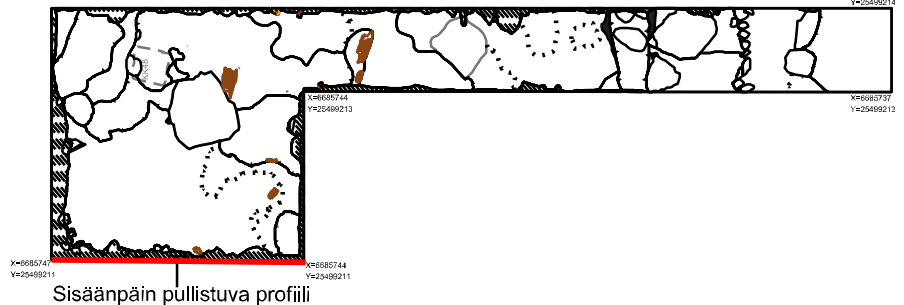 Y=25499214
X=6685744
Y=25499213
X=6685737
Y=25499213
X=6685747
Y=25499211
X=6685744
Y=25499211
Sisäänpäin pullistuva profiili